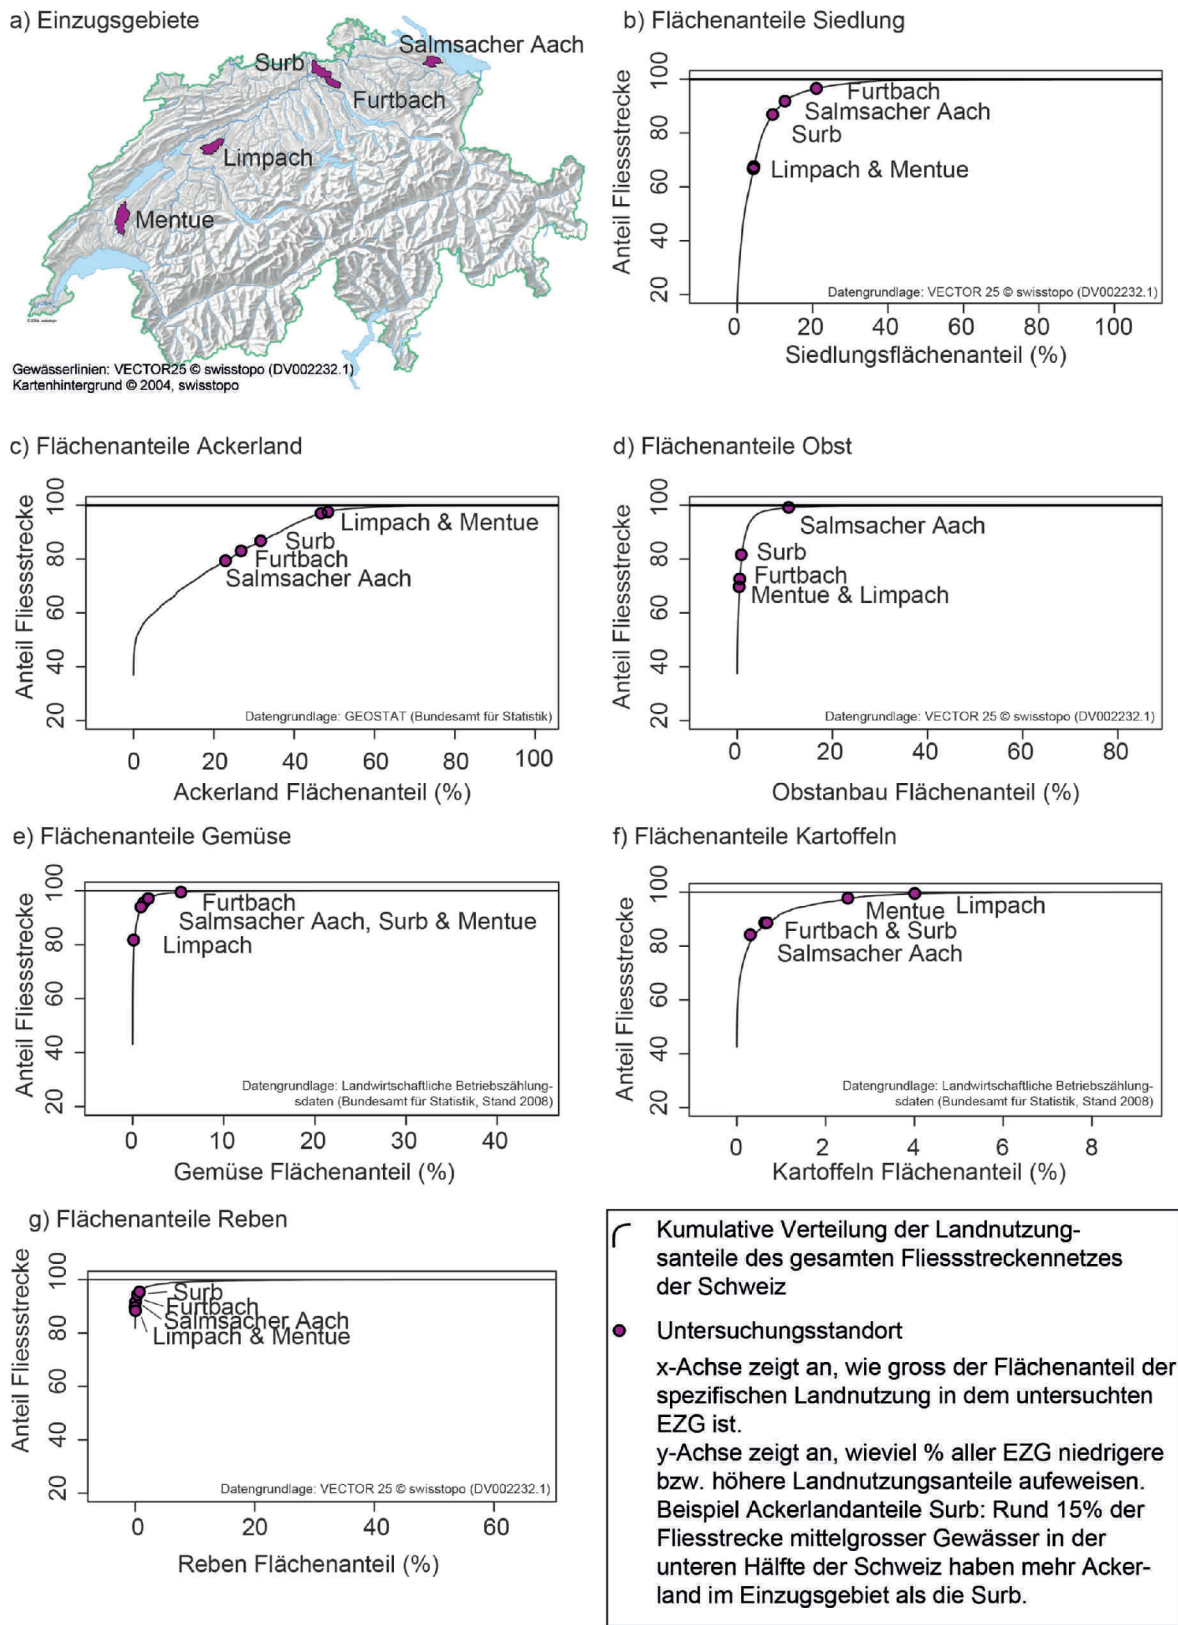 a) Einzugsgebiete
Salmsacher Aach
Surb
Furtbach
Limpach
Mentue
Gewässerlinien: VECTOR25 © swisstopo (DV002232.1)
Kartenhintergrund © 2004, swisstopo
b) Flächenanteile Siedlung
Anteil Fliessstrecke
100
80
60
40
20
Furtbach
Salmsacher Aach
Surb
Limpach & Mentue
Datengrundlage: VECTOR 25 © swisstopo (DV002232.1)
0 20 40 60 80 100
Siedlungsflächenanteil (%)
c) Flächenanteile Ackerland
Anteil Fliessstrecke
100
80
60
40
20
Limpach & Mentue
Surb
Furtbach
Salmsacher Aach
Datengrundlage: GEOSTAT (Bundesamt für Statistik)
0 20 40 60 80 100
Ackerland Flächenanteil (%)
d) Flächenanteile Obst
Anteil Fliessstrecke
100
80
60
40
20
Salmsacher Aach
Surb
Furtbach
Mentue & Limpach
Datengrundlage: VECTOR 25 © swisstopo (DV002232.1)
0 20 40 60 80
Obstanbau Flächenanteil (%)
e) Flächenanteile Gemüse
Anteil Fliessstrecke
100
80
60
40
20
Furtbach
Salmsacher Aach, Surb & Mentue
Limpach
Datengrundlage: Landwirtschaftliche Betriebszählung-
sdaten (Bundesamt für Statistik, Stand 2008)
0 10 20 30 40
Gemüse Flächenanteil (%)
f) Flächenanteile Kartoffeln
Anteil Fliessstrecke
100
80
60
40
20
Mentue Limpach
Furtbach & Surb
Salmsacher Aach
Datengrundlage: Landwirtschaftliche Betriebszählung-
sdaten (Bundesamt für Statistik, Stand 2008)
0 2 4 6 8
Kartoffeln Flächenanteil (%)
g) Flächenanteile Reben
Anteil Fliessstrecke
100
80
60
40
20
Surb
Furtbach
Salmsacher Aach
Limpach & Mentue
Datengrundlage: VECTOR 25 © swisstopo (DV002232.1)
0 20 40 60
Reben Flächenanteil (%)
Kumulative Verteilung der Landnutzung-
santeile des gesamten Fliessstreckennetzes
der Schweiz
Untersuchungsstandort
x-Achse zeigt an, wie gross der Flächenanteil der
spezifischen Landnutzung in dem untersuchten
EZG ist.
y-Achse zeigt an, wieviel % aller EZG niedrigere
bzw. höhere Landnutzungsanteile aufeweisen.
Beispiel Ackerlandanteile Surb: Rund 15% der
Fliesstrecke mittelgrosser Gewässer in der
unteren Hälfte der Schweiz haben mehr Acker-
land im Einzugsgebiet als die Surb.